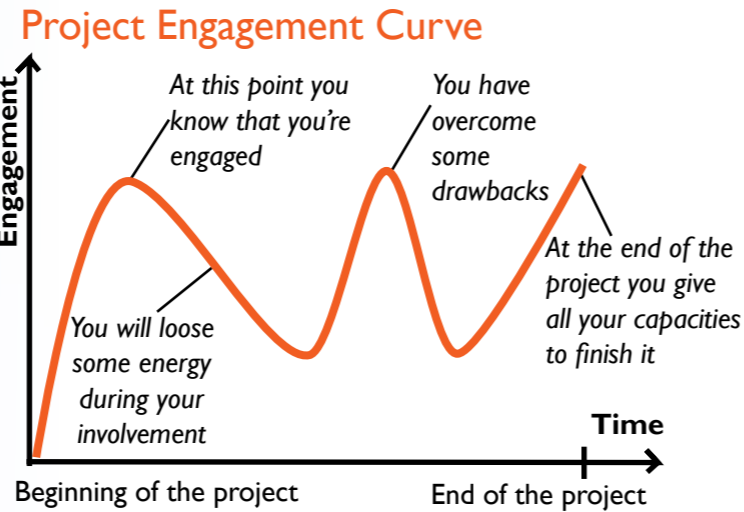 Project Engagement Curve
Engagement
At this point you
know that you're
engaged
You have
overcome
some
drawbacks
You will loose
some energy
during your
involvement
At the end of the
project you give
all your capacities
to finish it
Time
Beginning of the project
End of the project